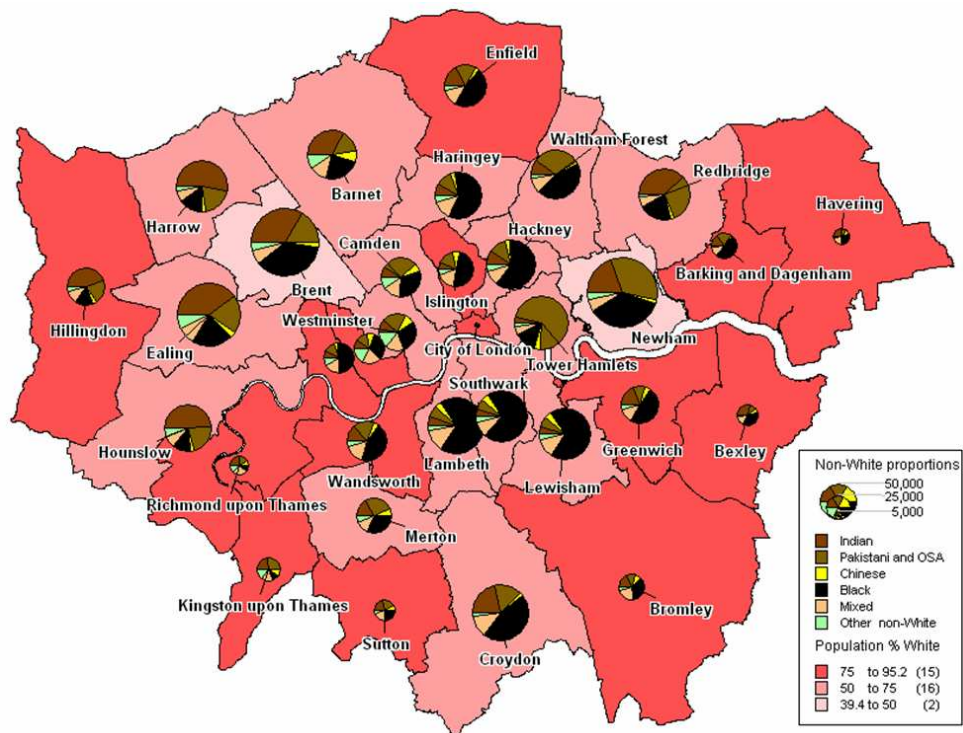 Enfield
Waltham Forest
Haringey
Redbridge
Barnet
Havering
Harrow
Hackney
Camden
Barking and Dagenham
Islington
Brent
Hillingdon
Westminster
Newham
City of London
Ealing
Tower Hamlets
Southwark
Hounslow
Greenwich
Bexley
Lambeth
Wandsworth
Lewisham
Richmond upon Thames
Merton
Kingston upon Thames
Bromley
Sutton
Croydon
Non-White proportions
50,000
25,000
5,000
Indian
Pakistani and OSA
Chinese
Black
Mixed
Other non-White
Population % White
75 to 95.2 (15)
50 to 75 (16)
39.4 to 50 (2)